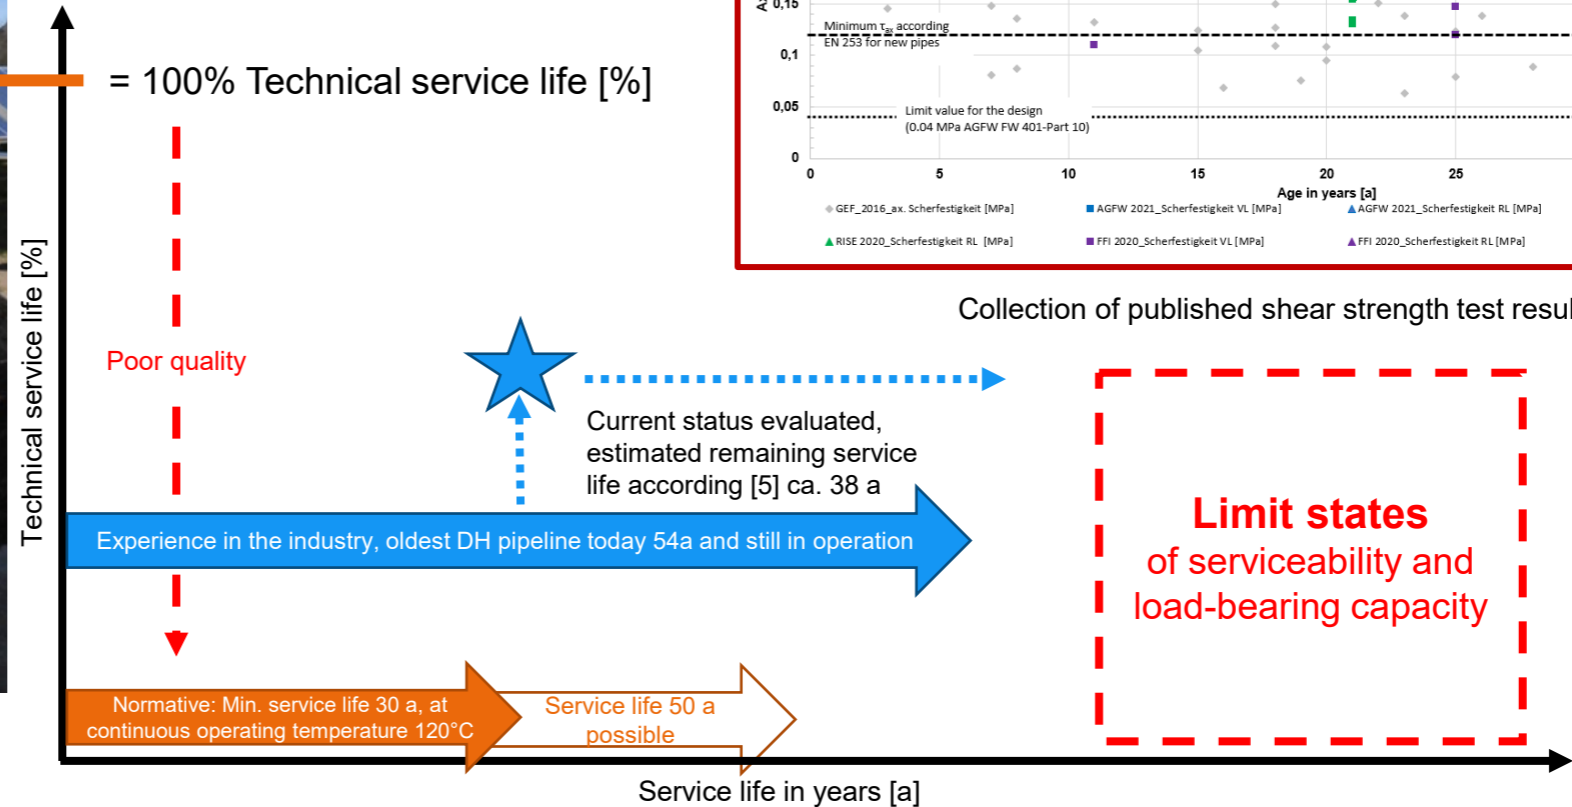 0,15
Minimum τax according
EN 253 for new pipes
0,1
0,05
Limit value for the design
(0.04 MPa AGFW FW 401-Part 10)
0
0 5 10 15 20 25
Age in years [a]
GEF_2016_ax. Scherfestigkeit [MPa]
AGFW 2021_Scherfestigkeit VL [MPa]
AGFW 2021_Scherfestigkeit RL [MPa]
RISE 2020_Scherfestigkeit RL [MPa]
FFI 2020_Scherfestigkeit VL [MPa]
FFI 2020_Scherfestigkeit RL [MPa]
= 100% Technical service life [%]
Collection of published shear strength test resul
Technical service life [%]
Poor quality
Current status evaluated,
estimated remaining service
life according [5] ca. 38 a
Experience in the industry, oldest DH pipeline today 54a and still in operation
Limit states
of serviceability and
load-bearing capacity
Normative: Min. service life 30 a, at
continuous operating temperature 120°C
Service life 50 a
possible
Service life in years [a]